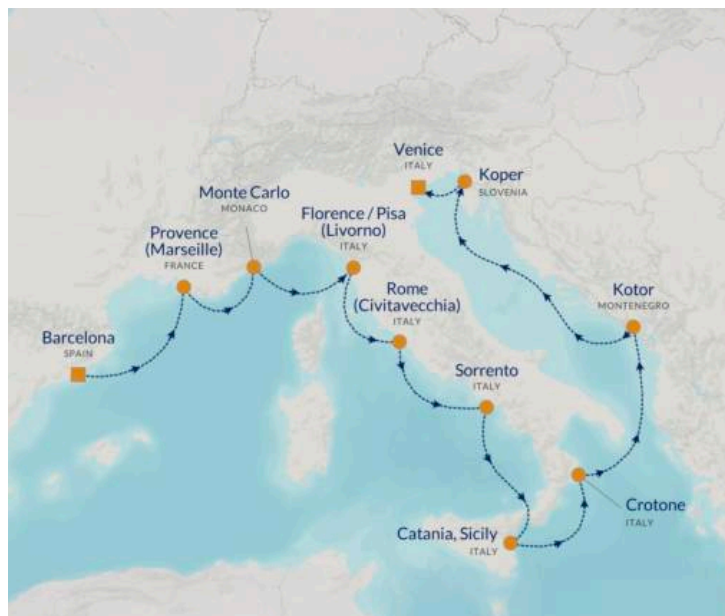 Venice
ITALY
Koper
SLOVENIA
Monte Carlo
MONACO
Florence / Pisa
(Livorno)
ITALY
Provence
(Marseille)
FRANCE
Rome
(Civitavecchia)
ITALY
Kotor
MONTENEGRO
Barcelona
SPAIN
Sorrento
ITALY
Crotone
ITALY
Catania, Sicily
ITALY